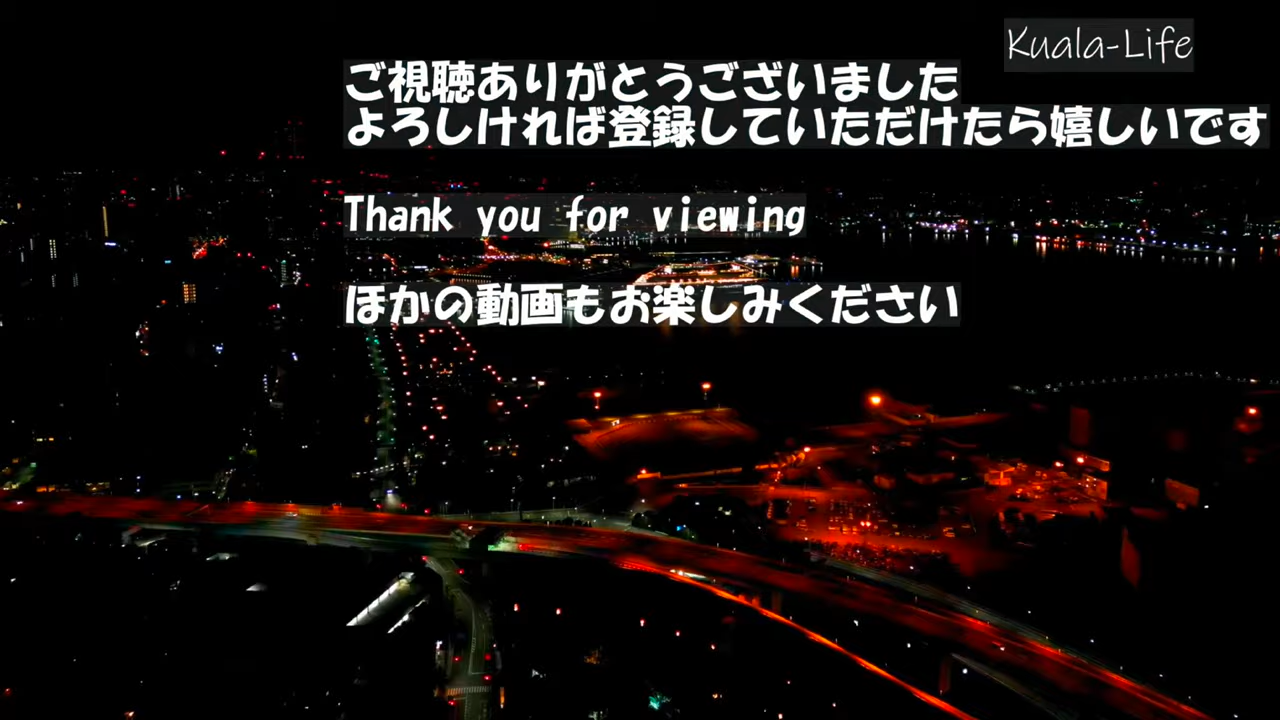 Kuala-Life
ご視聴ありがとうございました
よろしければ登録していただけたら嬉しいです
Thank you for viewing
ほかの動画もお楽しみください